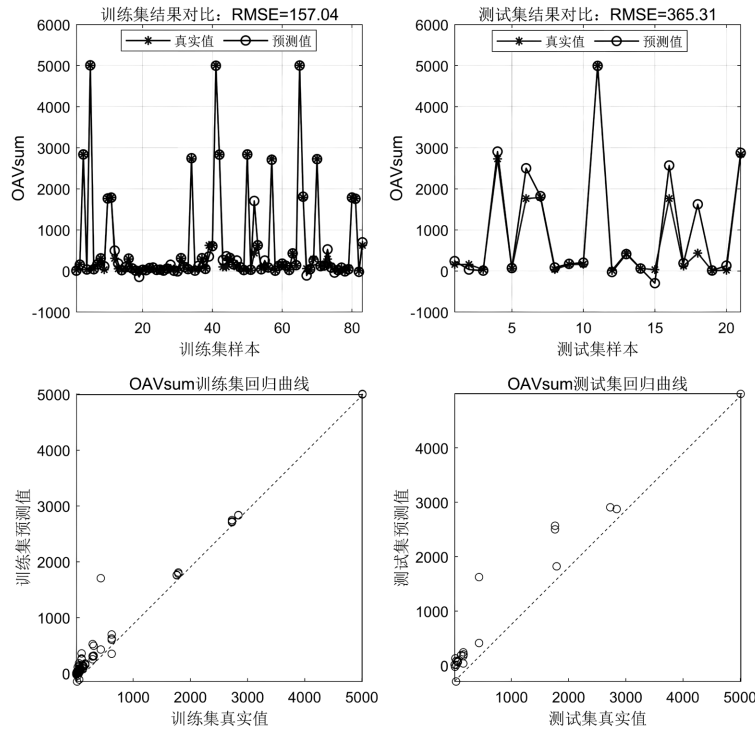 训练集结果对比：RMSE=157.04
真实值 预测值
OAVsum
6000
5000
4000
3000
2000
1000
0
-1000
20 40 60 80
训练集样本
测试集结果对比：RMSE=365.31
真实值 预测值
OAVsum
6000
5000
4000
3000
2000
1000
0
-1000
5 10 15 20
测试集样本
OAVsum训练集回归曲线
训练集预测值
5000
4000
3000
2000
1000
0
1000 2000 3000 4000 5000
训练集真实值
OAVsum测试集回归曲线
测试集预测值
4000
3000
2000
1000
0
1000 2000 3000 4000 5000
测试集真实值